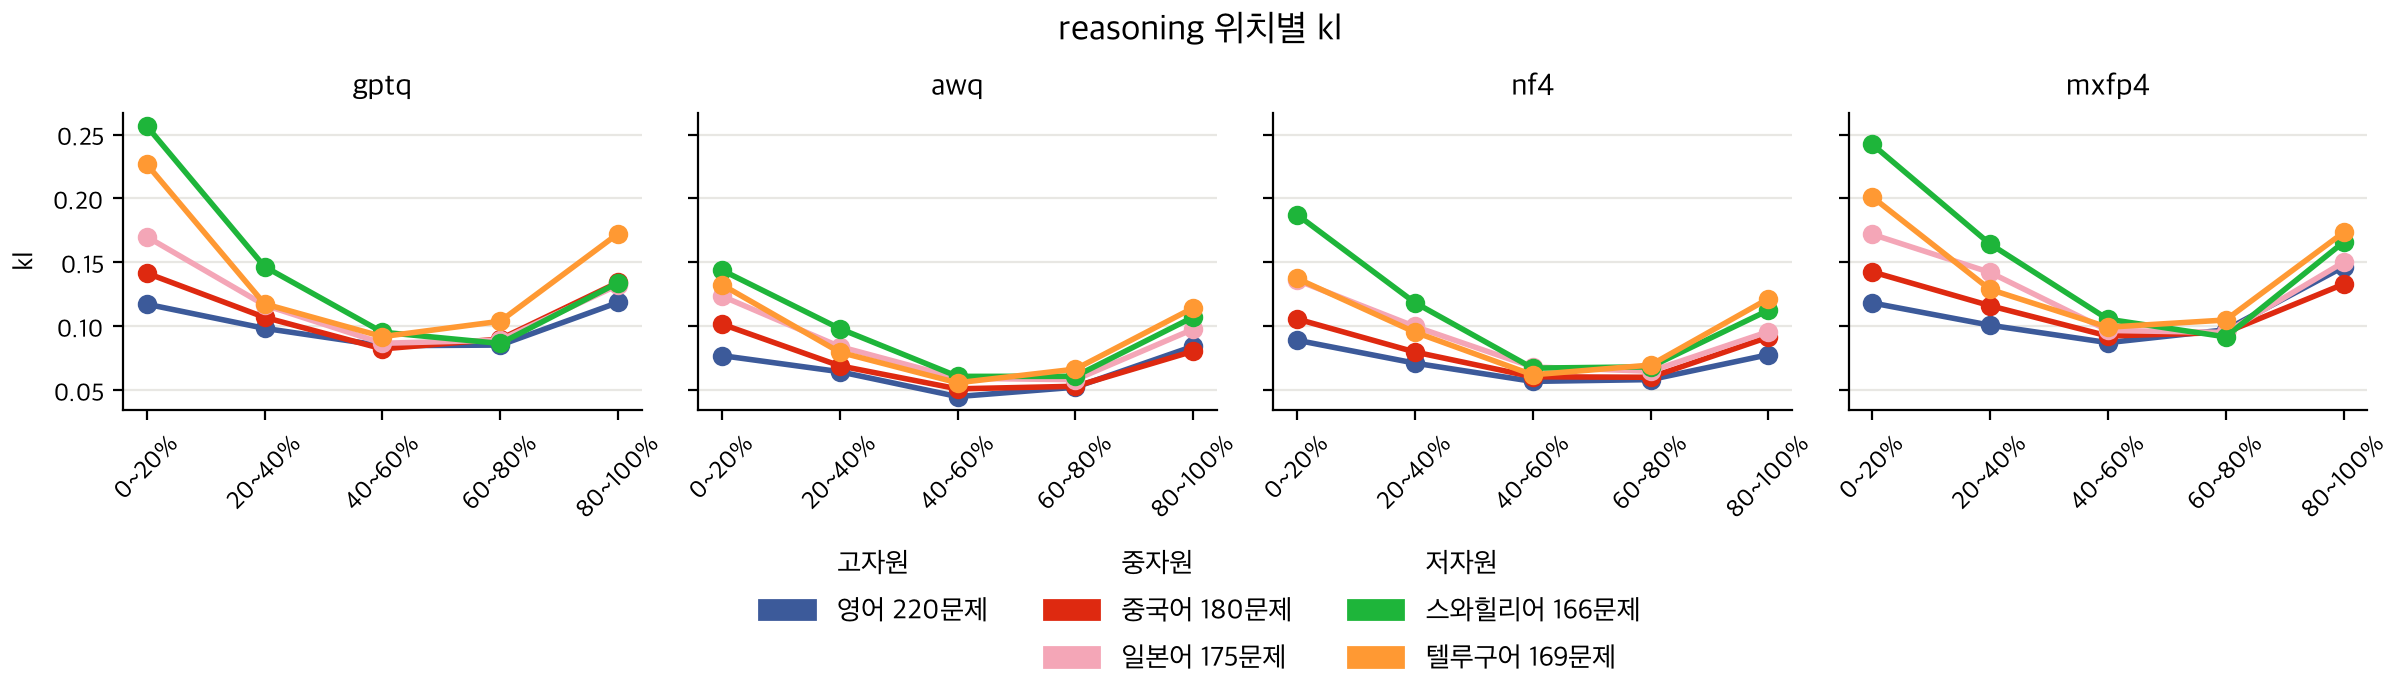 reasoning 위치별 kl
gptq
awq
nf4
mxfp4
kl
0.25
0.20
0.15
0.10
0.05
0~20%
20~40%
40~60%
60~80%
80~100%
0~20%
20~40%
40~60%
60~80%
80~100%
0~20%
20~40%
40~60%
60~80%
80~100%
0~20%
20~40%
40~60%
60~80%
80~100%
고자원
중자원
저자원
영어 220문제
중국어 180문제
스와힐리어 166문제
일본어 175문제
텔루구어 169문제